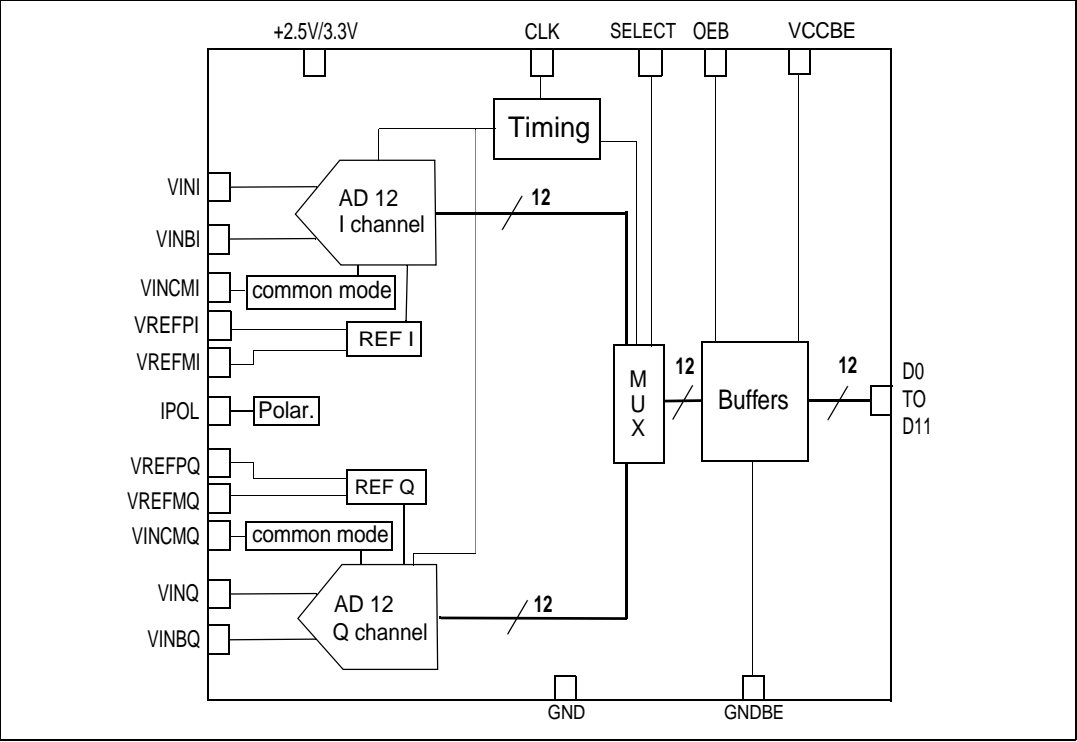 +2.5V/3.3V
CLK
SELECT
OEB
VCCBE
Timing
VINI
AD 12
I channel
12
VINBI
VINCMI
common mode
VREFPI
REF I
VREFMI
MUX
12
Buffers
12
D0
TO
D11
IPOL
Polar.
VREFPQ
REF Q
VREFMQ
VINCMQ
common mode
VINQ
AD 12
Q channel
12
VINBQ
GND
GNDBE